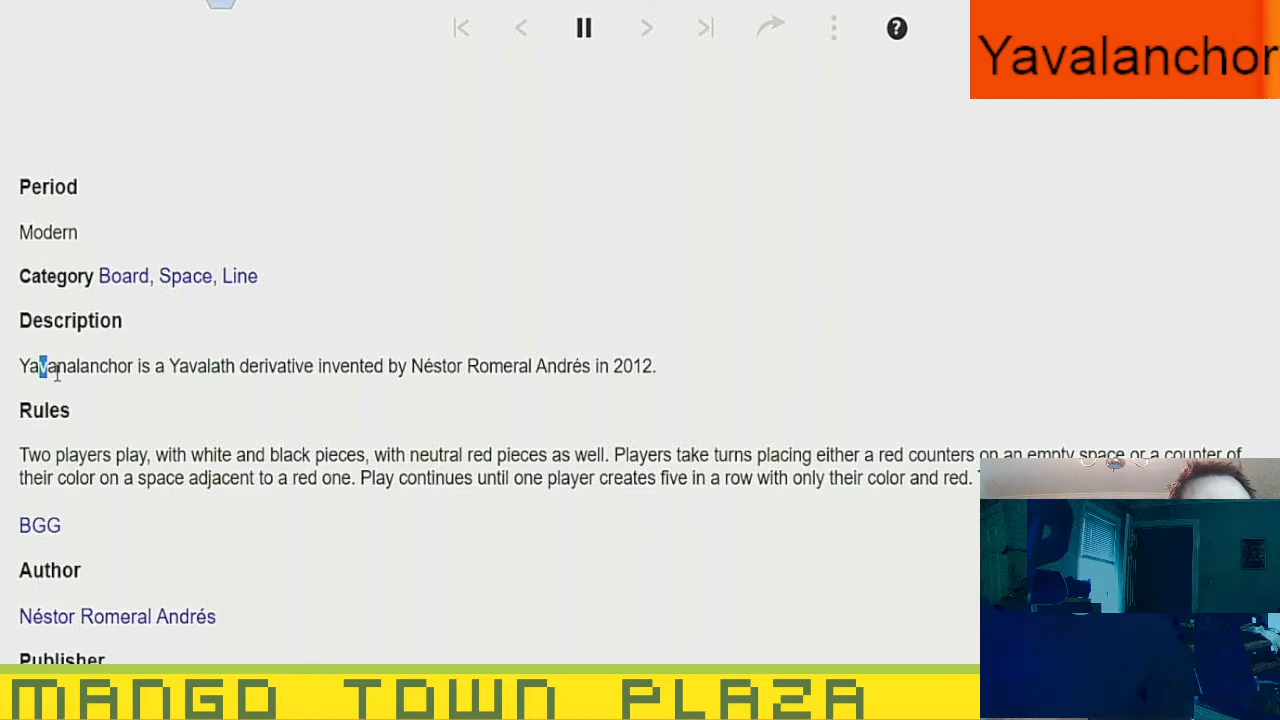 Yavalanchor
Period
Modern
Category Board, Space, Line
Description
Yavanalanchor is a Yavalath derivative invented by Néstor Romeral Andrés in 2012.
Rules
Two players play, with white and black pieces, with neutral red pieces as well. Players take turns placing either a red counters on an empty space or a counter of
their color on a space adjacent to a red one. Play continues until one player creates five in a row with only their color and red.
BGG
Author
Néstor Romeral Andrés
Publisher
MANGO TOWN PLAZA